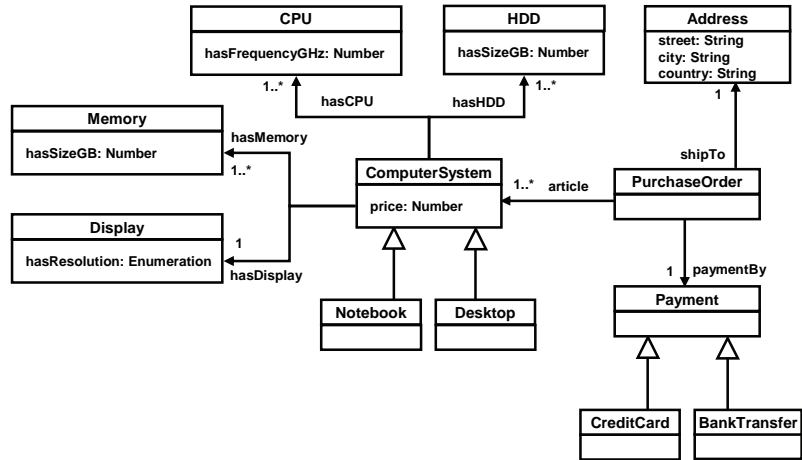 CPU
hasFrequencyGHz: Number
1..*
hasCPU
HDD
hasSizeGB: Number
1..*
hasHDD
Address
street: String
city: String
country: String
1
shipTo
Memory
hasSizeGB: Number
hasMemory
1..*
ComputerSystem
price: Number
1..*
article
PurchaseOrder
Display
hasResolution: Enumeration
1
hasDisplay
1
paymentBy
Notebook
Desktop
Payment
CreditCard
BankTransfer